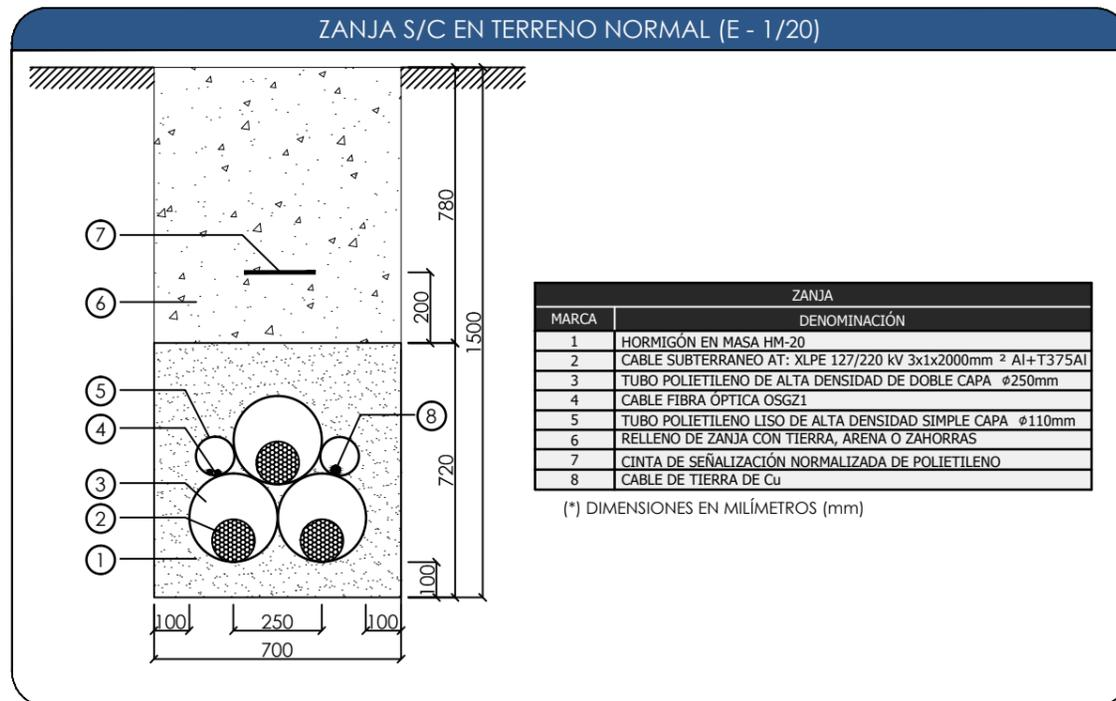 ZANJA S/C EN TERRENO NORMAL (E - 1/20)
7
6
5
4
3
2
1
8
780
200
1500
720
100
100
250
100
700
ZANJA
MARCA DENOMINACIÓN
1 HORMIGÓN EN MASA HM-20
2 CABLE SUBTERRANEO AT: XLPE 127/220 kV 3x1x2000mm ² Al+T375Al
3 TUBO POLIETILENO DE ALTA DENSIDAD DE DOBLE CAPA ϕ250mm
4 CABLE FIBRA ÓPTICA OSGZ1
5 TUBO POLIETILENO LISO DE ALTA DENSIDAD SIMPLE CAPA ϕ110mm
6 RELLENO DE ZANJA CON TIERRA, ARENA O ZAHORRAS
7 CINTA DE SEÑALIZACIÓN NORMALIZADA DE POLIETILENO
8 CABLE DE TIERRA DE Cu
(*) DIMENSIONES EN MILÍMETROS (mm)